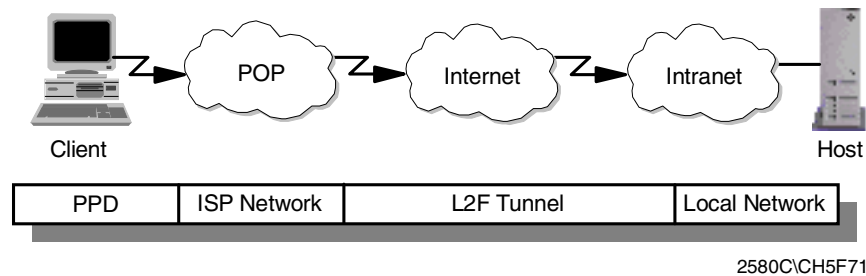 POP
Internet
Intranet
Client
Host
PPD
ISP Network
L2F Tunnel
Local Network
2580C\CH5F71